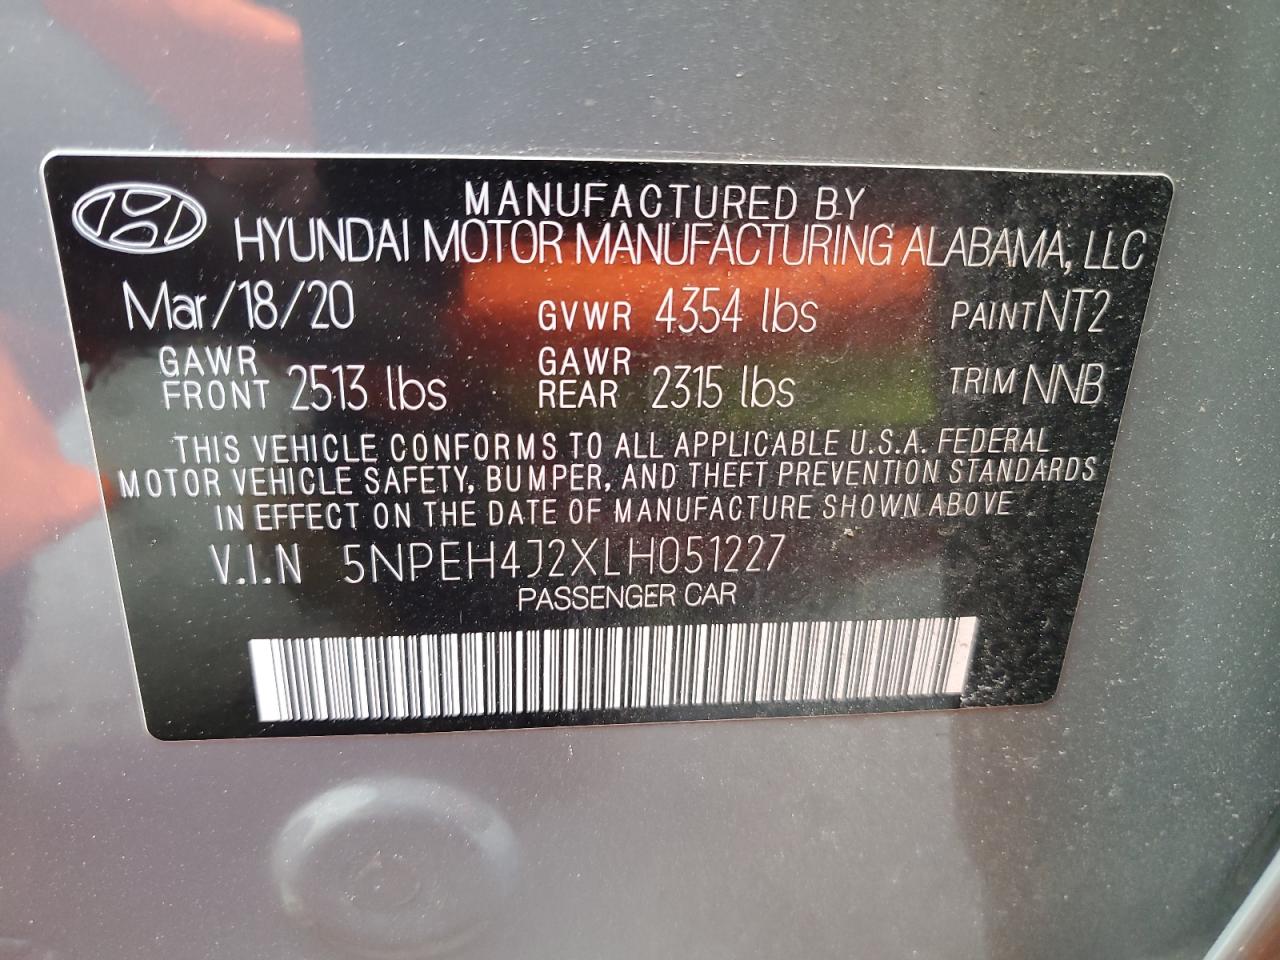 MANUFACTURED BY
HYUNDAI MOTOR MANUFACTURING ALABAMA, LLC
Mar/18/20 GVWR 4354 lbs PAINT NT2
GAWR FRONT 2513 lbs GAWR REAR 2315 lbs TRIM NNB
THIS VEHICLE CONFORMS TO ALL APPLICABLE U.S.A. FEDERAL
MOTOR VEHICLE SAFETY, BUMPER, AND THEFT PREVENTION STANDARDS
IN EFFECT ON THE DATE OF MANUFACTURE SHOWN ABOVE
V.I.N 5NPEH4J2XLH051227
PASSENGER CAR